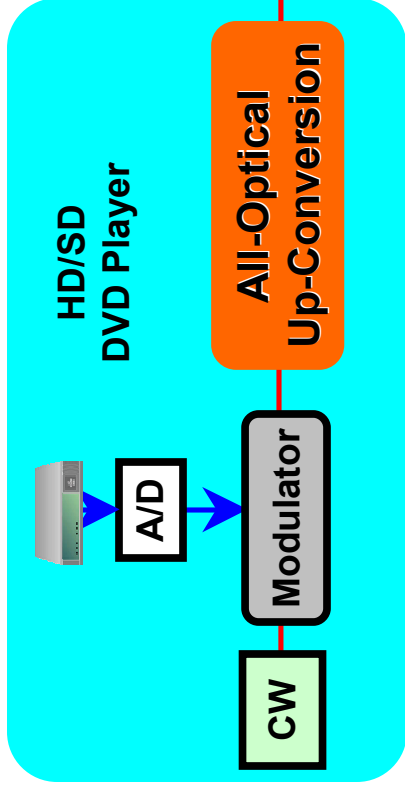 HD/SD
DVD Player
A/D
CW
Modulator
All-Optical
Up-Conversion